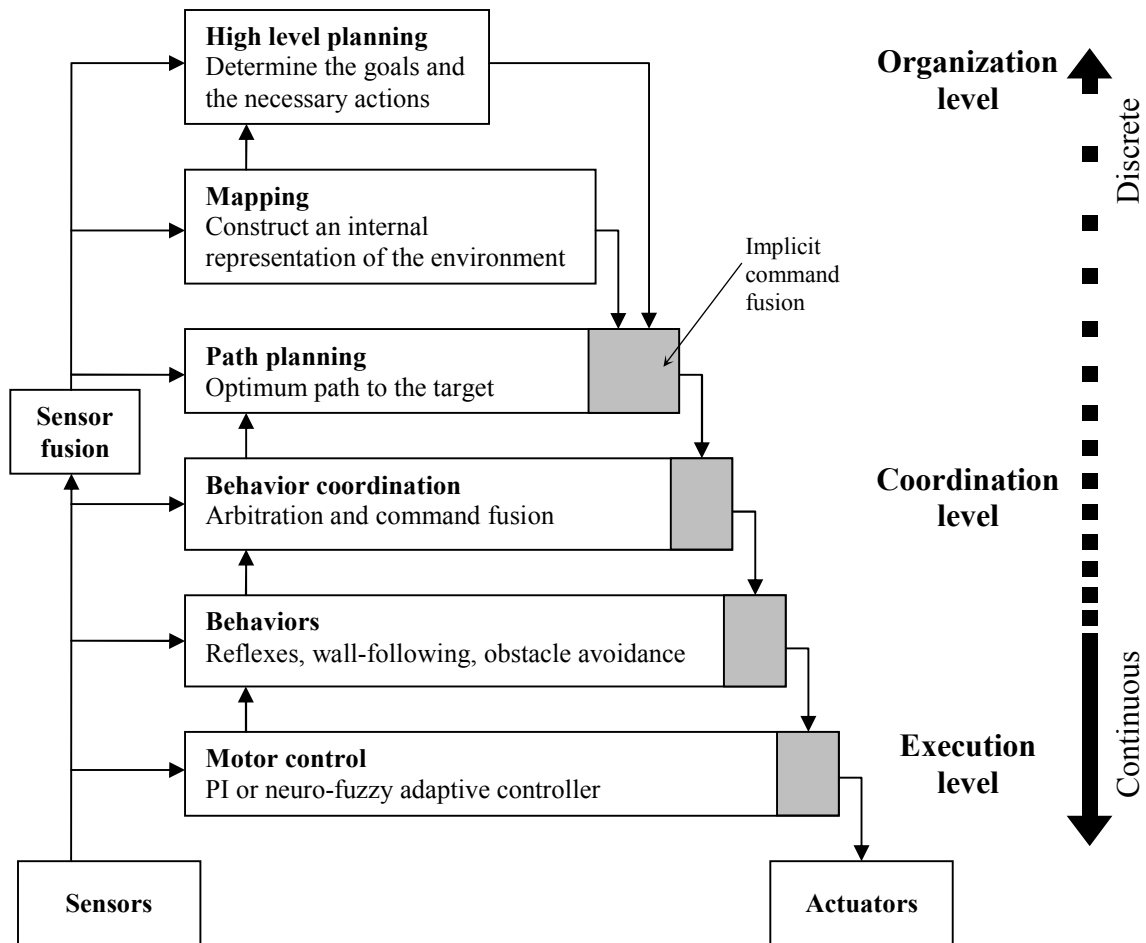 High level planning
Determine the goals and
the necessary actions
Organization
level
Discrete
Mapping
Construct an internal
representation of the environment
Implicit
command
fusion
Path planning
Optimum path to the target
Sensor
fusion
Behavior coordination
Arbitration and command fusion
Coordination
level
Behaviors
Reflexes, wall-following, obstacle avoidance
Motor control
PI or neuro-fuzzy adaptive controller
Execution
level
Continuous
Sensors
Actuators